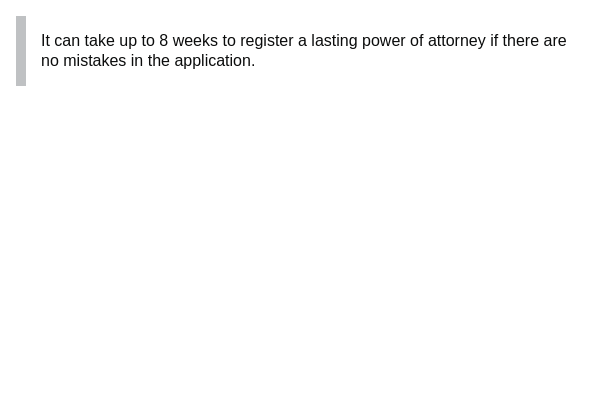 It can take up to 8 weeks to register a lasting power of attorney if there are
no mistakes in the application.